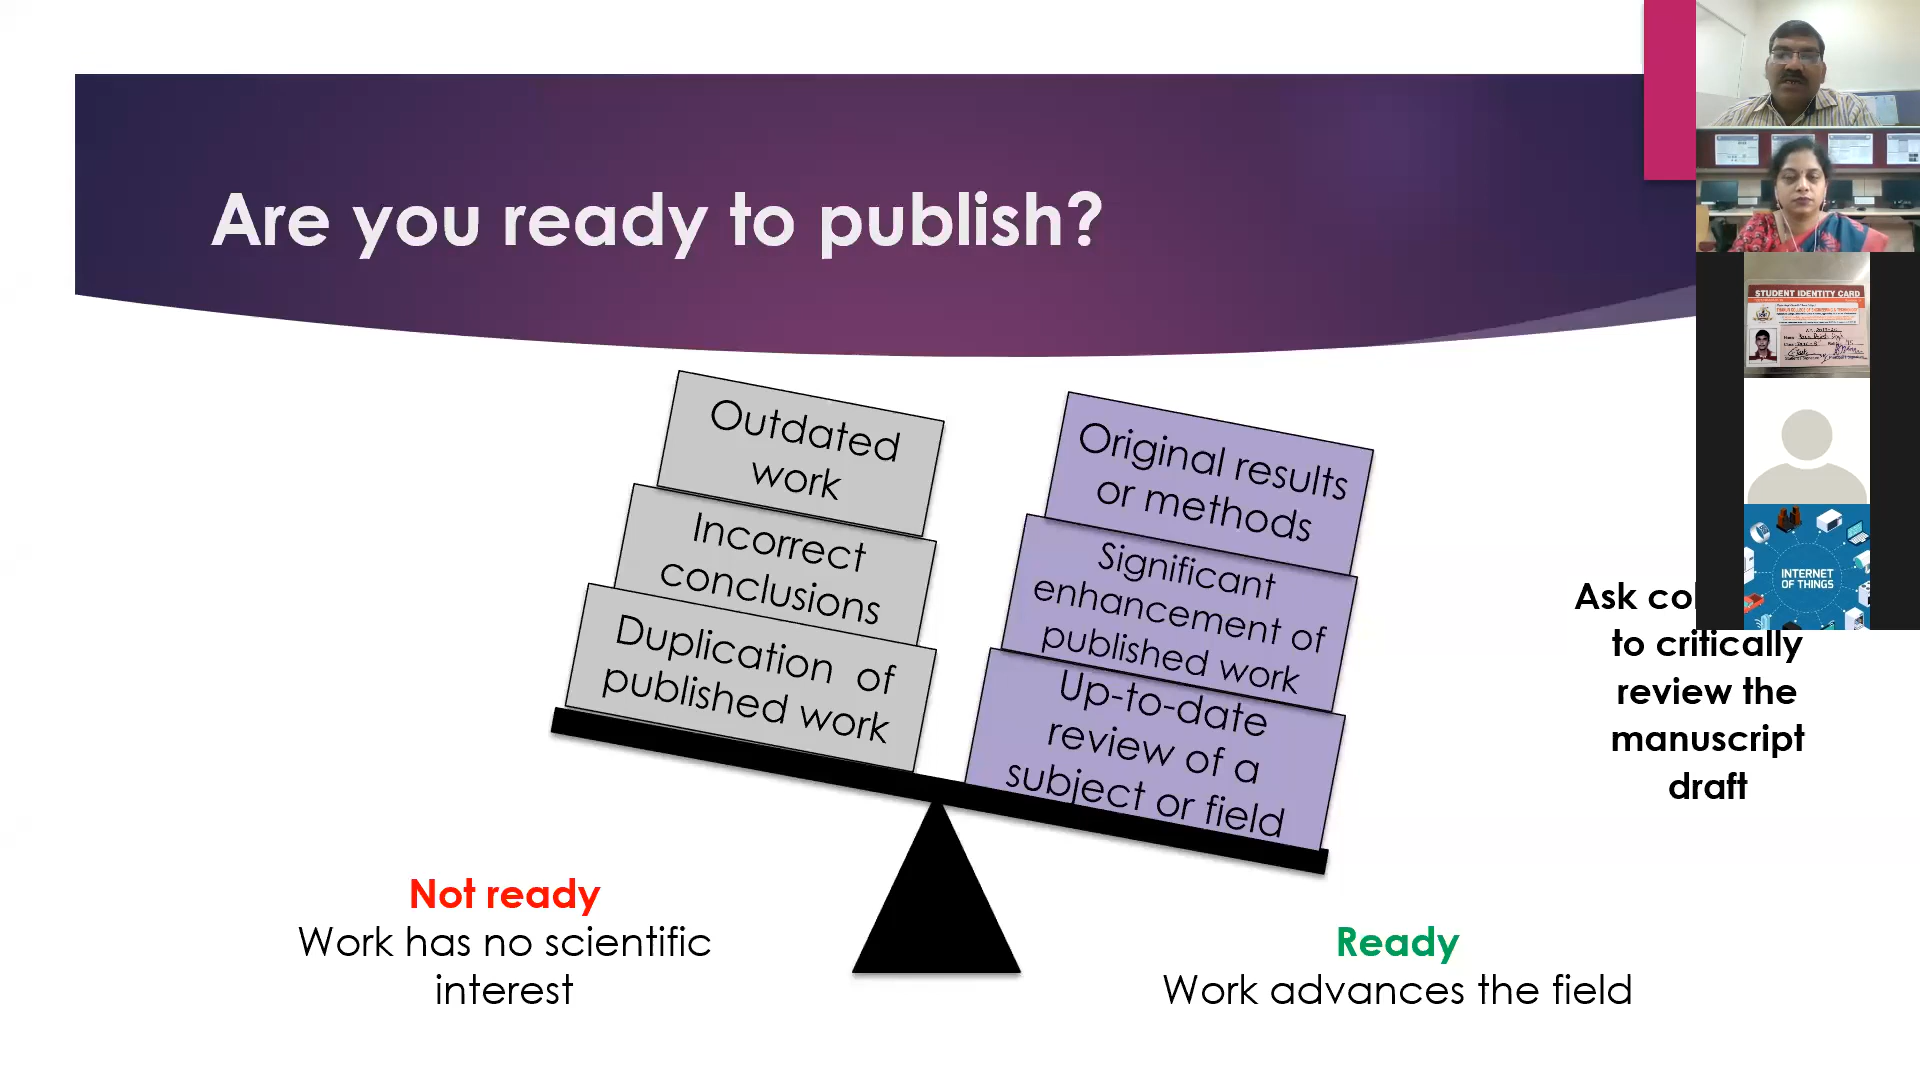 Are you ready to publish?
Outdated
work
Incorrect
conclusions
Duplication of
published work
Original results
or methods
Significant
enhancement of
published work
Up-to-date
review of a
subject or field
Not ready
Work has no scientific
interest
Ready
Work advances the field
Ask
to critically
review the
manuscript
draft
STUDENT IDENTITY CARD
INTERNET
OF THINGS